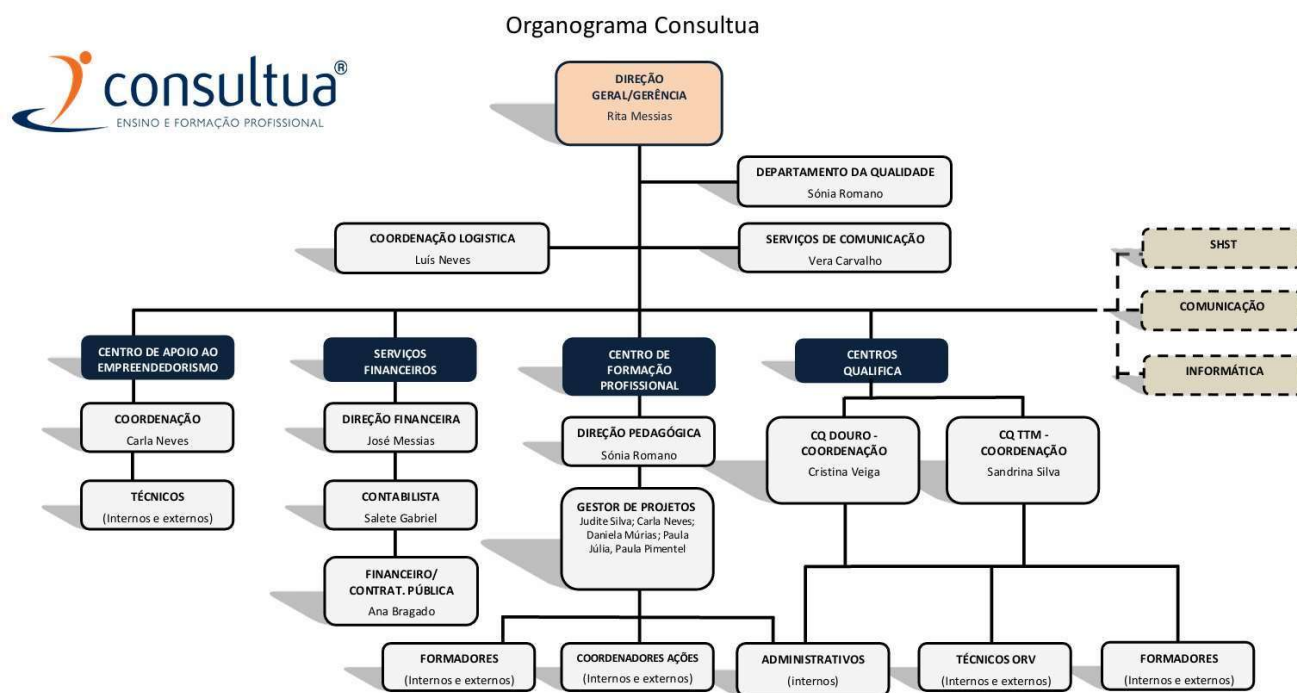 Organograma Consultua
consultua®
ENSINO E FORMAÇÃO PROFISSIONAL
DIREÇÃO
GERAL/GERÊNCIA
Rita Messias
DEPARTAMENTO DA QUALIDADE
Sónia Romano
COORDENAÇÃO LOGISTICA
Luís Neves
SERVIÇOS DE COMUNICAÇÃO
Vera Carvalho
SHST
COMUNICAÇÃO
INFORMÁTICA
CENTRO DE APOIO AO
EMPREENDEDORISMO
SERVIÇOS
FINANCEIROS
CENTRO DE
FORMAÇÃO
PROFISSIONAL
CENTROS
QUALIFICA
COORDENAÇÃO
Carla Neves
DIREÇÃO FINANCEIRA
José Messias
DIREÇÃO PEDAGÓGICA
Sónia Romano
CQ DOURO -
COORDENAÇÃO
Cristina Veiga
CQ TTM -
COORDENAÇÃO
Sandrina Silva
TÉCNICOS
(Internos e externos)
CONTABILISTA
Salete Gabriel
GESTOR DE PROJETOS
Judite Silva; Carla Neves;
Daniela Múrias; Paula
Júlia, Paula Pimentel
FINANCEIRO/
CONTRAT. PÚBLICA
Ana Bragado
FORMADORES
(Internos e externos)
COORDENADORES AÇÕES
(Internos e externos)
ADMINISTRATIVOS
(internos)
TÉCNICOS ORV
(Internos e externos)
FORMADORES
(Internos e externos)